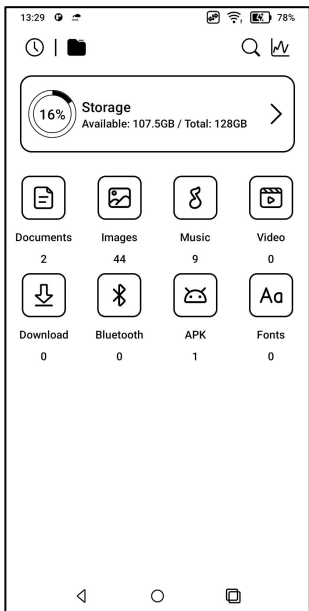 13:29 78%
16% Storage
Available: 107.5GB / Total: 128GB
Documents Images Music Video
2 44 9 0
Aa
Download Bluetooth APK Fonts
0 0 1 0